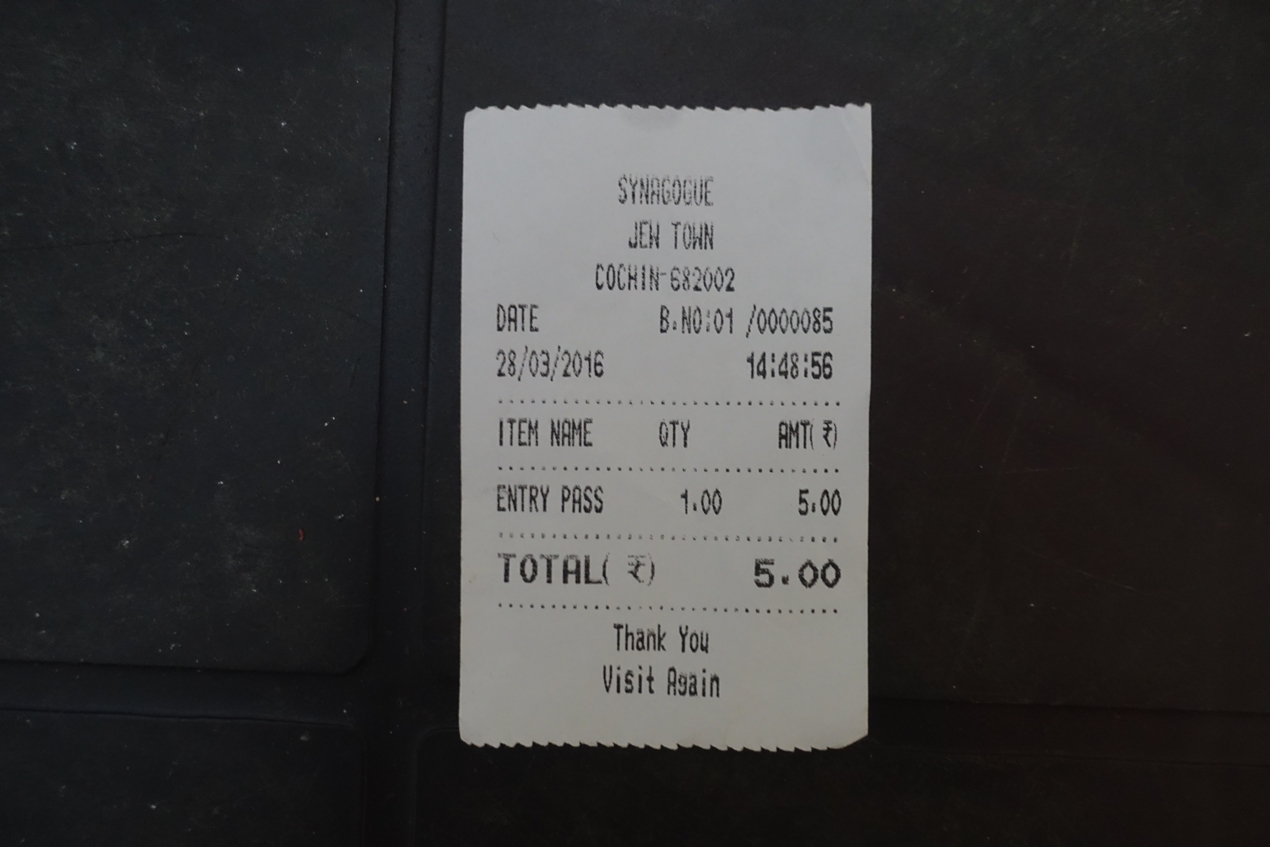 SYNAGOGUE
JEW TOWN
COCHIN-682002
DATE B.NO:01 /0000085
28/03/2016 14:48:56
ITEM NAME QTY AMT(₹)
ENTRY PASS 1.00 5.00
TOTAL( ₹) 5.00
Thank You
Visit Again